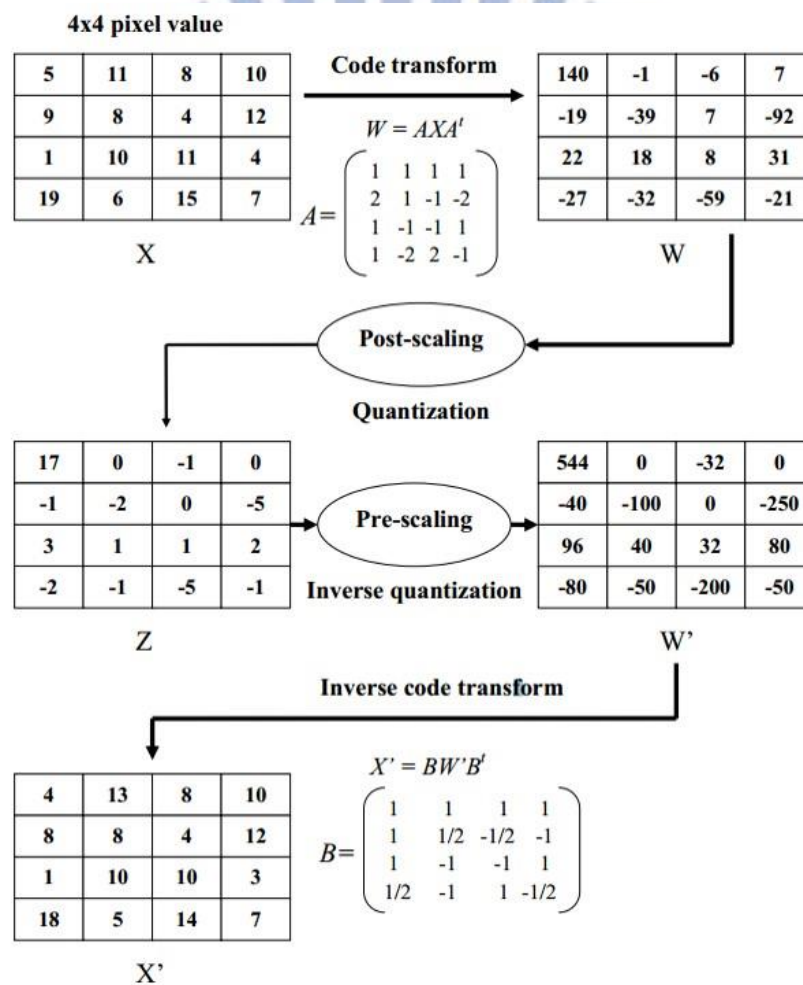 4x4 pixel value
5 11 8 10
9 8 4 12
1 10 11 4
19 6 15 7
X
Code transform
W = AXAᵗ
A=
1 1 1 1
2 1 -1 -2
1 -1 -1 1
1 -2 2 -1
140 -1 -6 7
-19 -39 7 -92
22 18 8 31
-27 -32 -59 -21
W
Post-scaling
Quantization
17 0 -1 0
-1 -2 0 -5
3 1 1 2
-2 -1 -5 -1
Z
Pre-scaling
Inverse quantization
544 0 -32 0
-40 -100 0 -250
96 40 32 80
-80 -50 -200 -50
W’
Inverse code transform
4 13 8 10
8 8 4 12
1 10 10 3
18 5 14 7
X’
X’ = BW’Bᵗ
B=
1 1 1 1
1 1/2 -1/2 -1
1 -1 -1 1
1/2 -1 1 -1/2